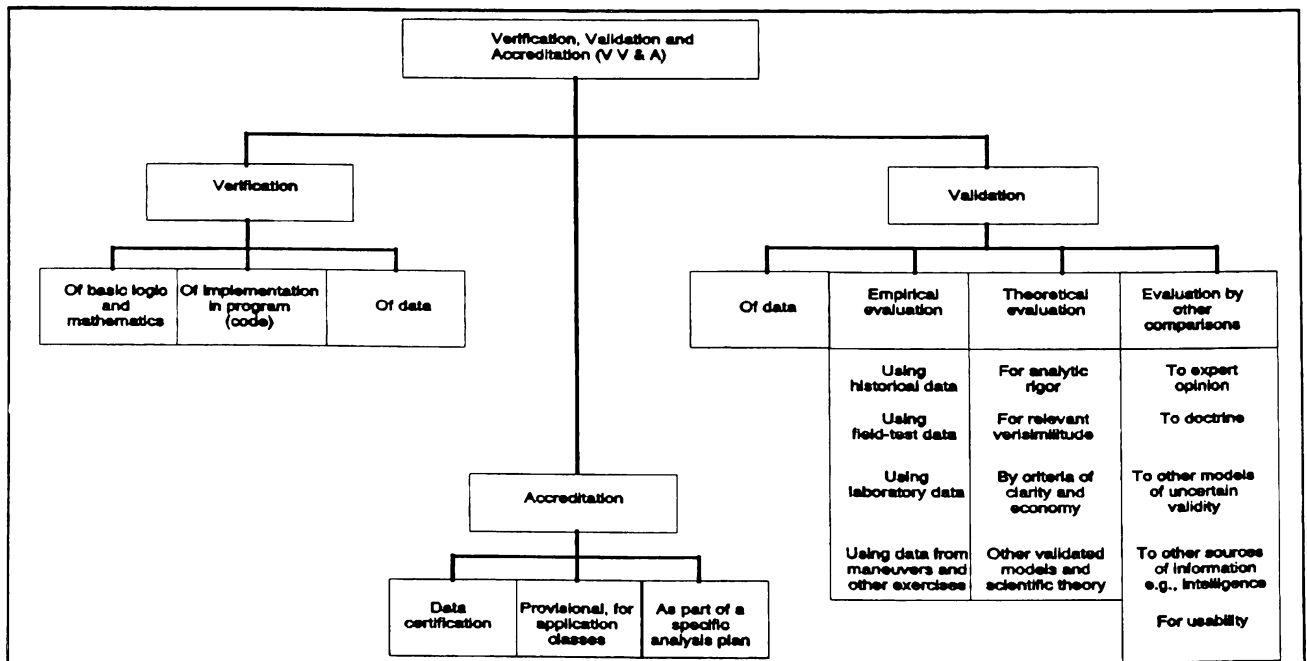 Verification, Validation and
Accreditation (V V & A)
Verification
Validation
Of basic logic
and
mathematics
Of implementation
in program
(code)
Of data
Of data
Empirical
evaluation
Theoretical
evaluation
Evaluation by
other
comparisons
Using
historical data
Using
field-test data
Using
laboratory data
Using data from
maneuvers and
other exercises
For analytic
rigor
For relevant
verisimilitude
By criteria of
clarity and
economy
Other validated
models and
scientific theory
To expert
opinion
To doctrine
To other models
of uncertain
validity
To other sources
of information
e.g., intelligence
For usability
Accreditation
Data
certification
Provisional, for
application
classes
As part of a
specific
analysis plan